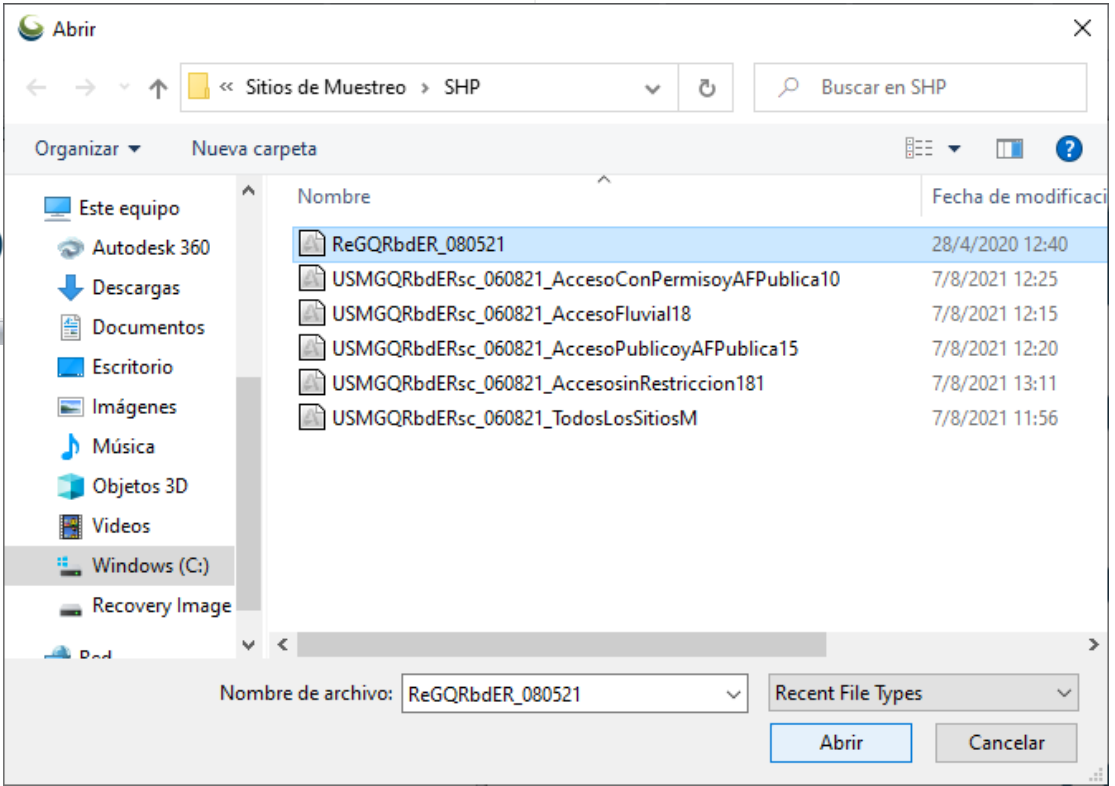 Abrir
« Sitios de Muestreo › SHP
Buscar en SHP
Organizar
Nueva carpeta
Este equipo
Autodesk 360
Descargas
Documentos
Escritorio
Imágenes
Música
Objetos 3D
Videos
Windows (C:)
Recovery Image
Red
Nombre
Fecha de modificaci
ReGQRbdER_080521 28/4/2020 12:40
USMGQRbdERsc_060821_AccesoConPermisoyAFPublica10 7/8/2021 12:25
USMGQRbdERsc_060821_AccesoFluvial18 7/8/2021 12:15
USMGQRbdERsc_060821_AccesoPublicoyAFPublica15 7/8/2021 12:20
USMGQRbdERsc_060821_AccesosinRestriccion181 7/8/2021 13:11
USMGQRbdERsc_060821_TodosLosSitiosM 7/8/2021 11:56
Nombre de archivo: ReGQRbdER_080521
Recent File Types
Abrir
Cancelar